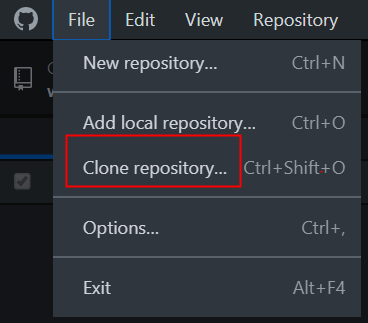 File Edit View Repository
New repository... Ctrl+N
Add local repository... Ctrl+O
Clone repository... Ctrl+Shift+O
Options... Ctrl+,
Exit Alt+F4